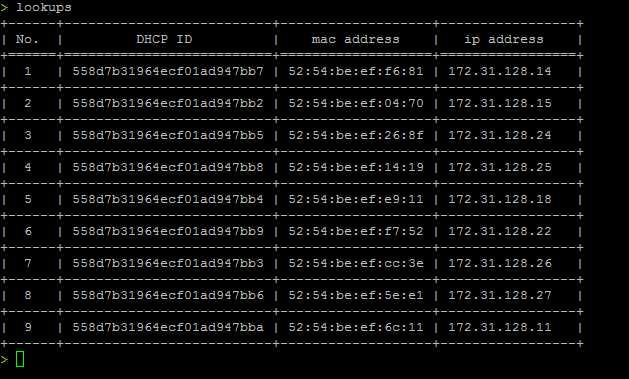 > lookups
+------+--------------------------+-------------------+-----------------+
| No.  |         DHCP ID          |    mac address    |   ip address    |
+======+==========================+===================+=================+
|  1   | 558d7b31964ecf01ad947bb7 | 52:54:be:ef:f6:81 | 172.31.128.14   |
+------+--------------------------+-------------------+-----------------+
|  2   | 558d7b31964ecf01ad947bb2 | 52:54:be:ef:04:70 | 172.31.128.15   |
+------+--------------------------+-------------------+-----------------+
|  3   | 558d7b31964ecf01ad947bb5 | 52:54:be:ef:26:8f | 172.31.128.24   |
+------+--------------------------+-------------------+-----------------+
|  4   | 558d7b31964ecf01ad947bb8 | 52:54:be:ef:14:19 | 172.31.128.25   |
+------+--------------------------+-------------------+-----------------+
|  5   | 558d7b31964ecf01ad947bb4 | 52:54:be:ef:e9:11 | 172.31.128.18   |
+------+--------------------------+-------------------+-----------------+
|  6   | 558d7b31964ecf01ad947bb9 | 52:54:be:ef:f7:52 | 172.31.128.22   |
+------+--------------------------+-------------------+-----------------+
|  7   | 558d7b31964ecf01ad947bb3 | 52:54:be:ef:cc:3e | 172.31.128.26   |
+------+--------------------------+-------------------+-----------------+
|  8   | 558d7b31964ecf01ad947bb6 | 52:54:be:ef:5e:e1 | 172.31.128.27   |
+------+--------------------------+-------------------+-----------------+
|  9   | 558d7b31964ecf01ad947bba | 52:54:be:ef:6c:11 | 172.31.128.11   |
+------+--------------------------+-------------------+-----------------+
>